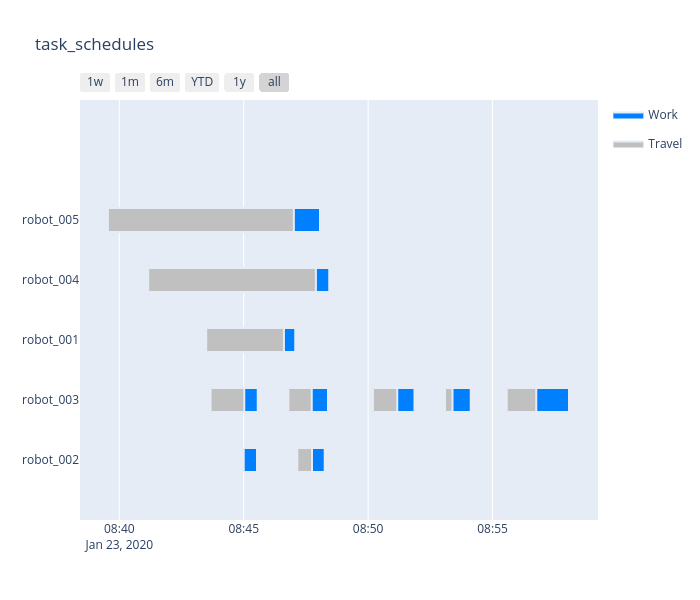 task_schedules
1w 1m 6m YTD 1y all
Work
Travel
robot_005
robot_004
robot_001
robot_003
robot_002
08:40 08:45 08:50 08:55
Jan 23, 2020